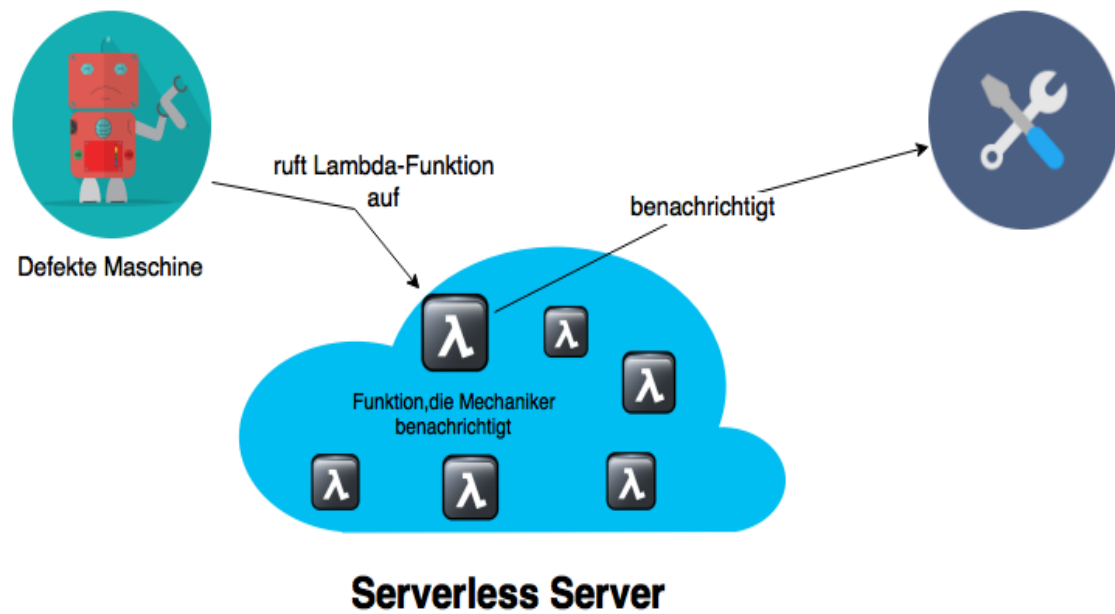 ruft Lambda-Funktion
auf
benachrichtigt
Defekte Maschine
λ
λ
λ
Funktion,die Mechaniker
benachrichtigt
λ
λ
λ
Serverless Server